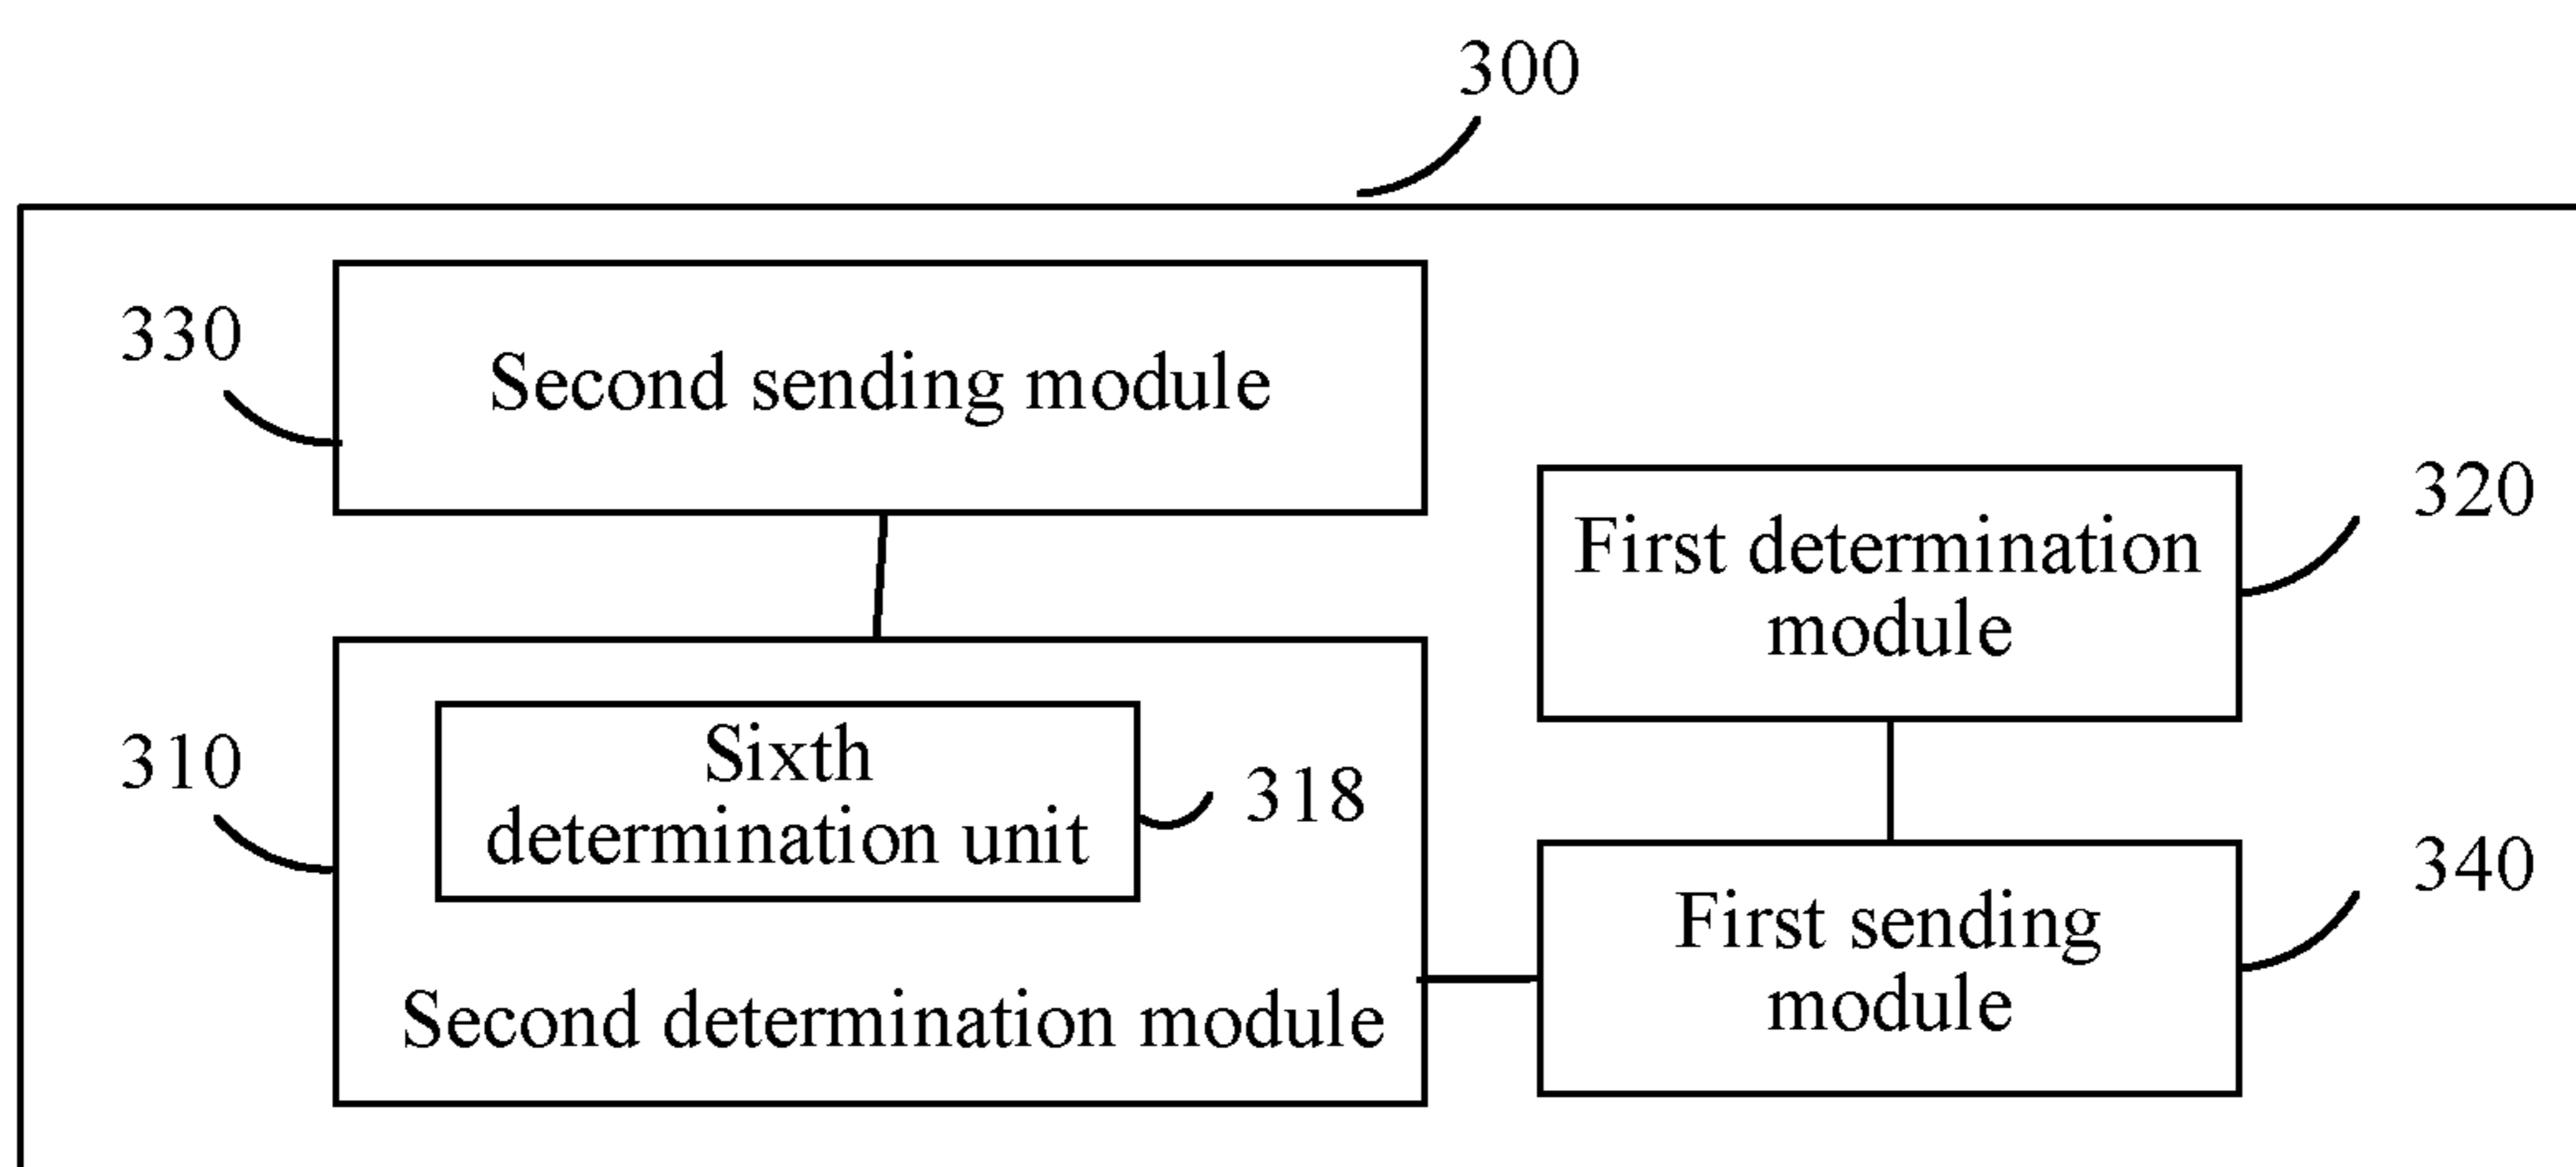 300
330
Second sending module
320
First determination
module
310
Sixth
determination unit
318
Second determination module
340
First sending
module